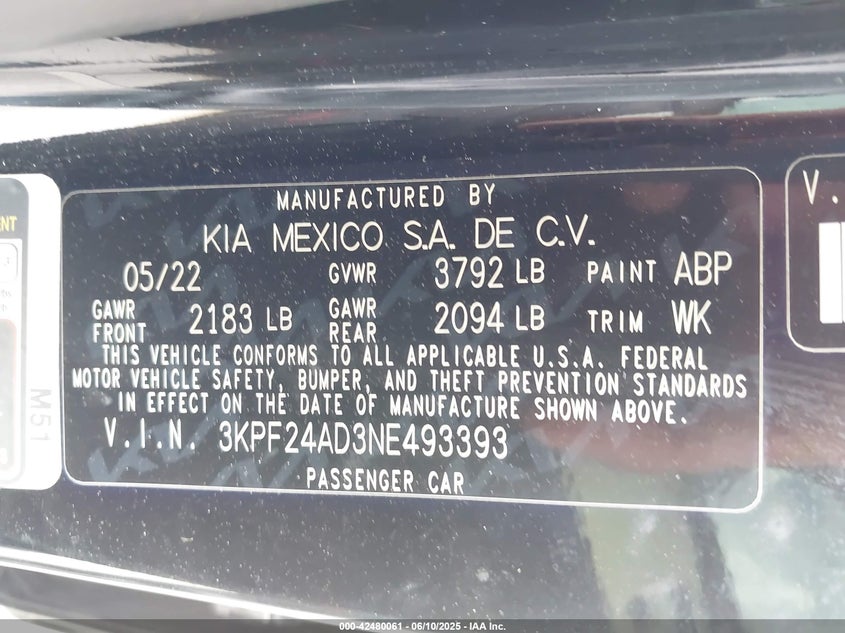 MANUFACTURED BY
KIA MEXICO S.A. DE C.V.
05/22 GVWR 3792 LB PAINT ABP
GAWR FRONT 2183 LB GAWR REAR 2094 LB TRIM WK
THIS VEHICLE CONFORMS TO ALL APPLICABLE U.S.A. FEDERAL
MOTOR VEHICLE SAFETY, BUMPER, AND THEFT PREVENTION STANDARDS
IN EFFECT ON THE DATE OF MANUFACTURE SHOWN ABOVE.
V.I.N. 3KPF24AD3NE493393
PASSENGER CAR
M51
V.
000-42480061 - 06/10/2025 - IAA Inc.